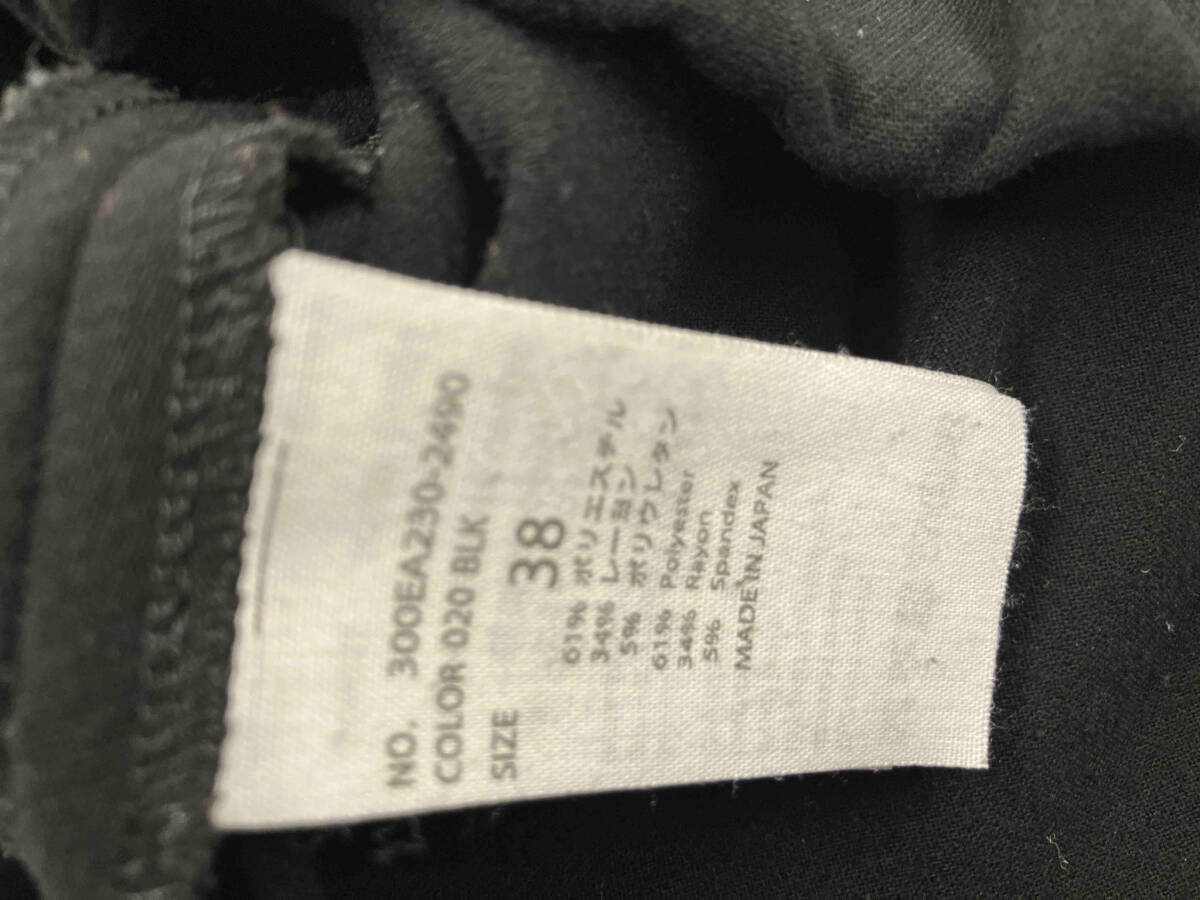 NO. 300EA230-2490
COLOR 020 BLK
SIZE 38
61% ポリエステル
34% レーヨン
5% ポリウレタン
61% Polyester
34% Rayon
5% Spandex
MADE IN JAPAN